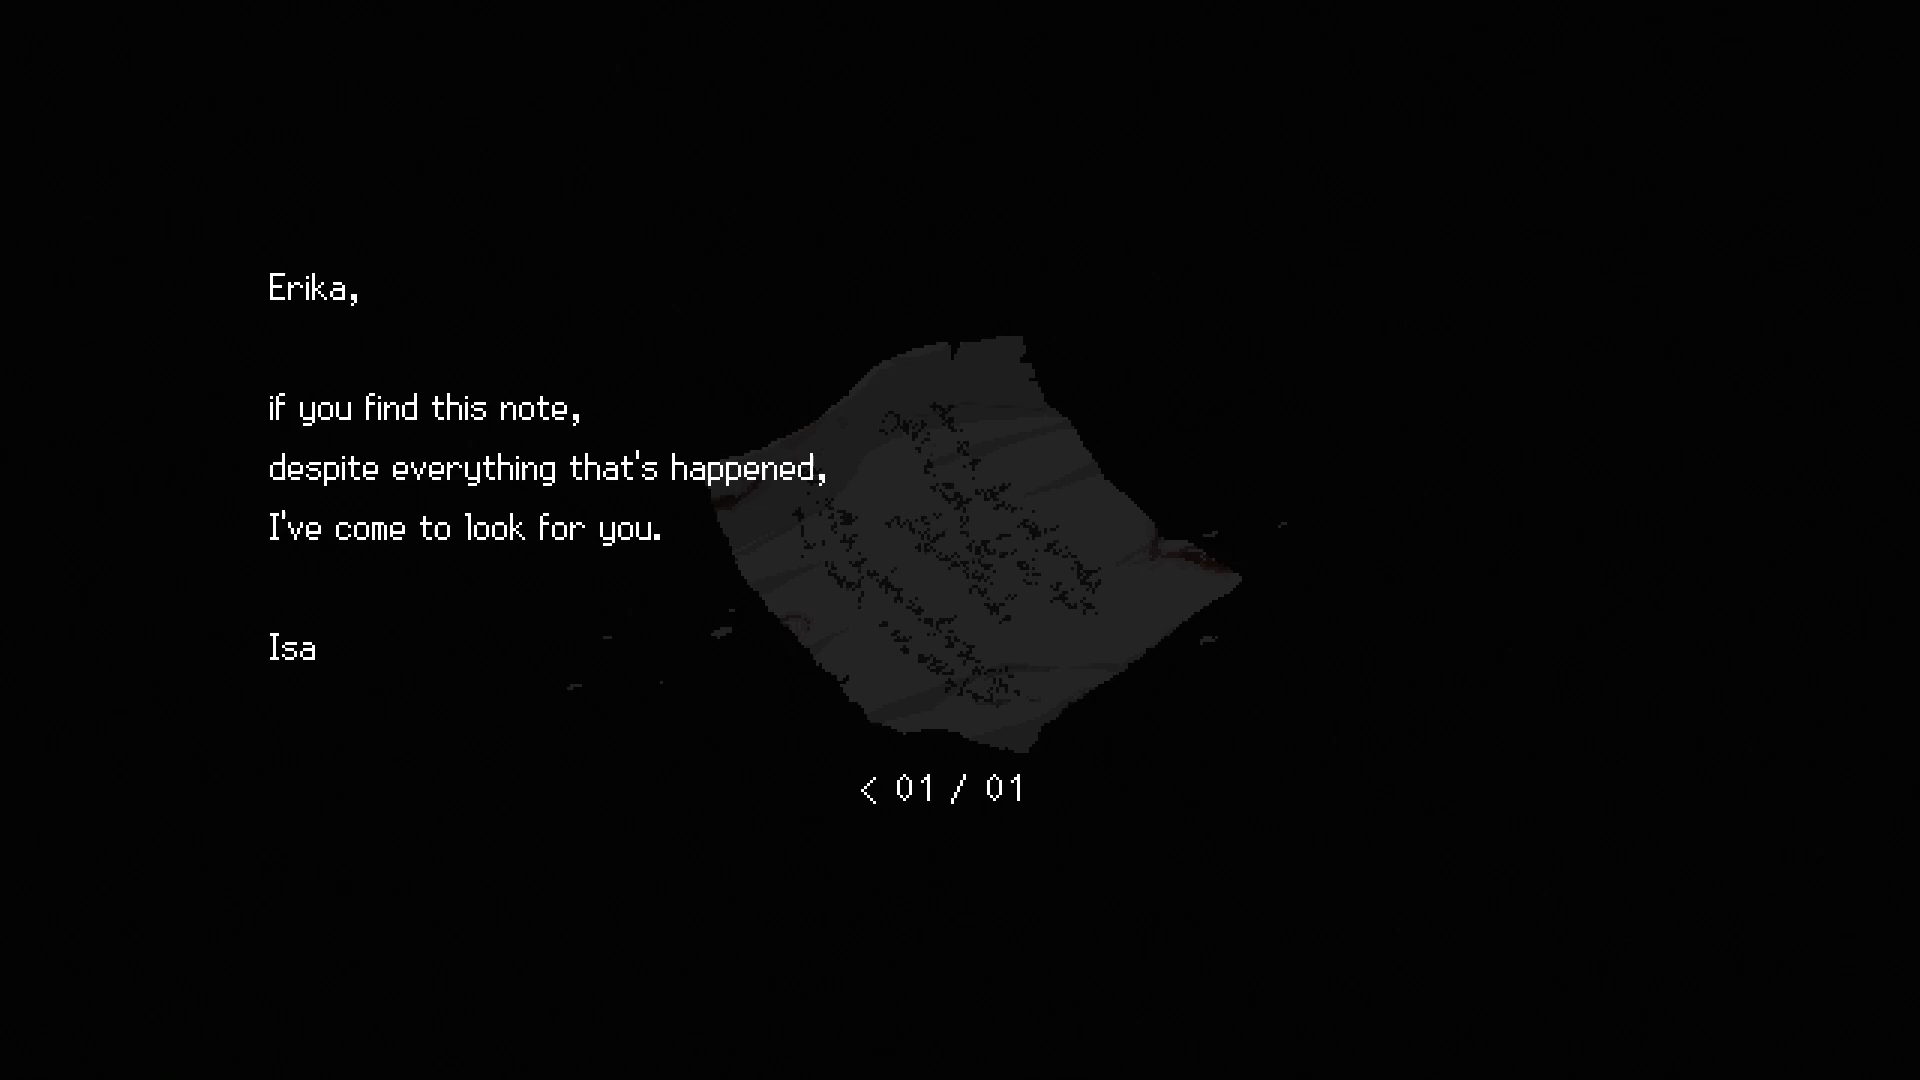 Erika,
if you find this note,
despite everything that's happened,
I've come to look for you.
Isa
< 01 / 01